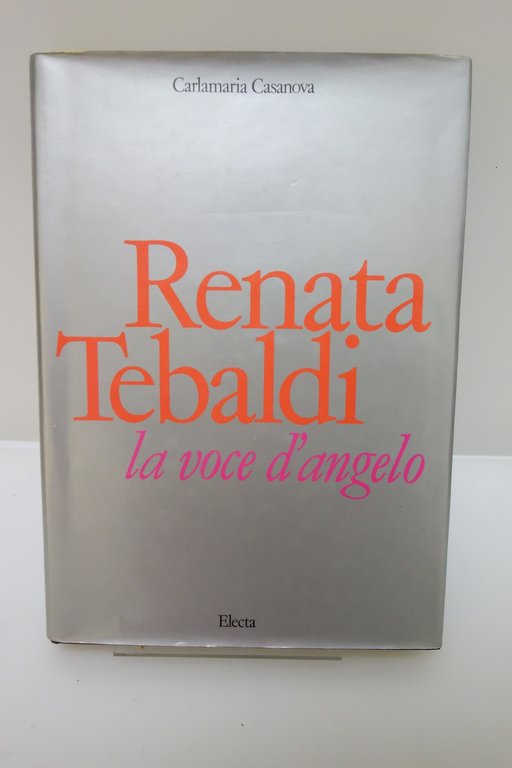 Carlamaria Casanova
Renata
Tebaldi
la voce d'angelo
Electa